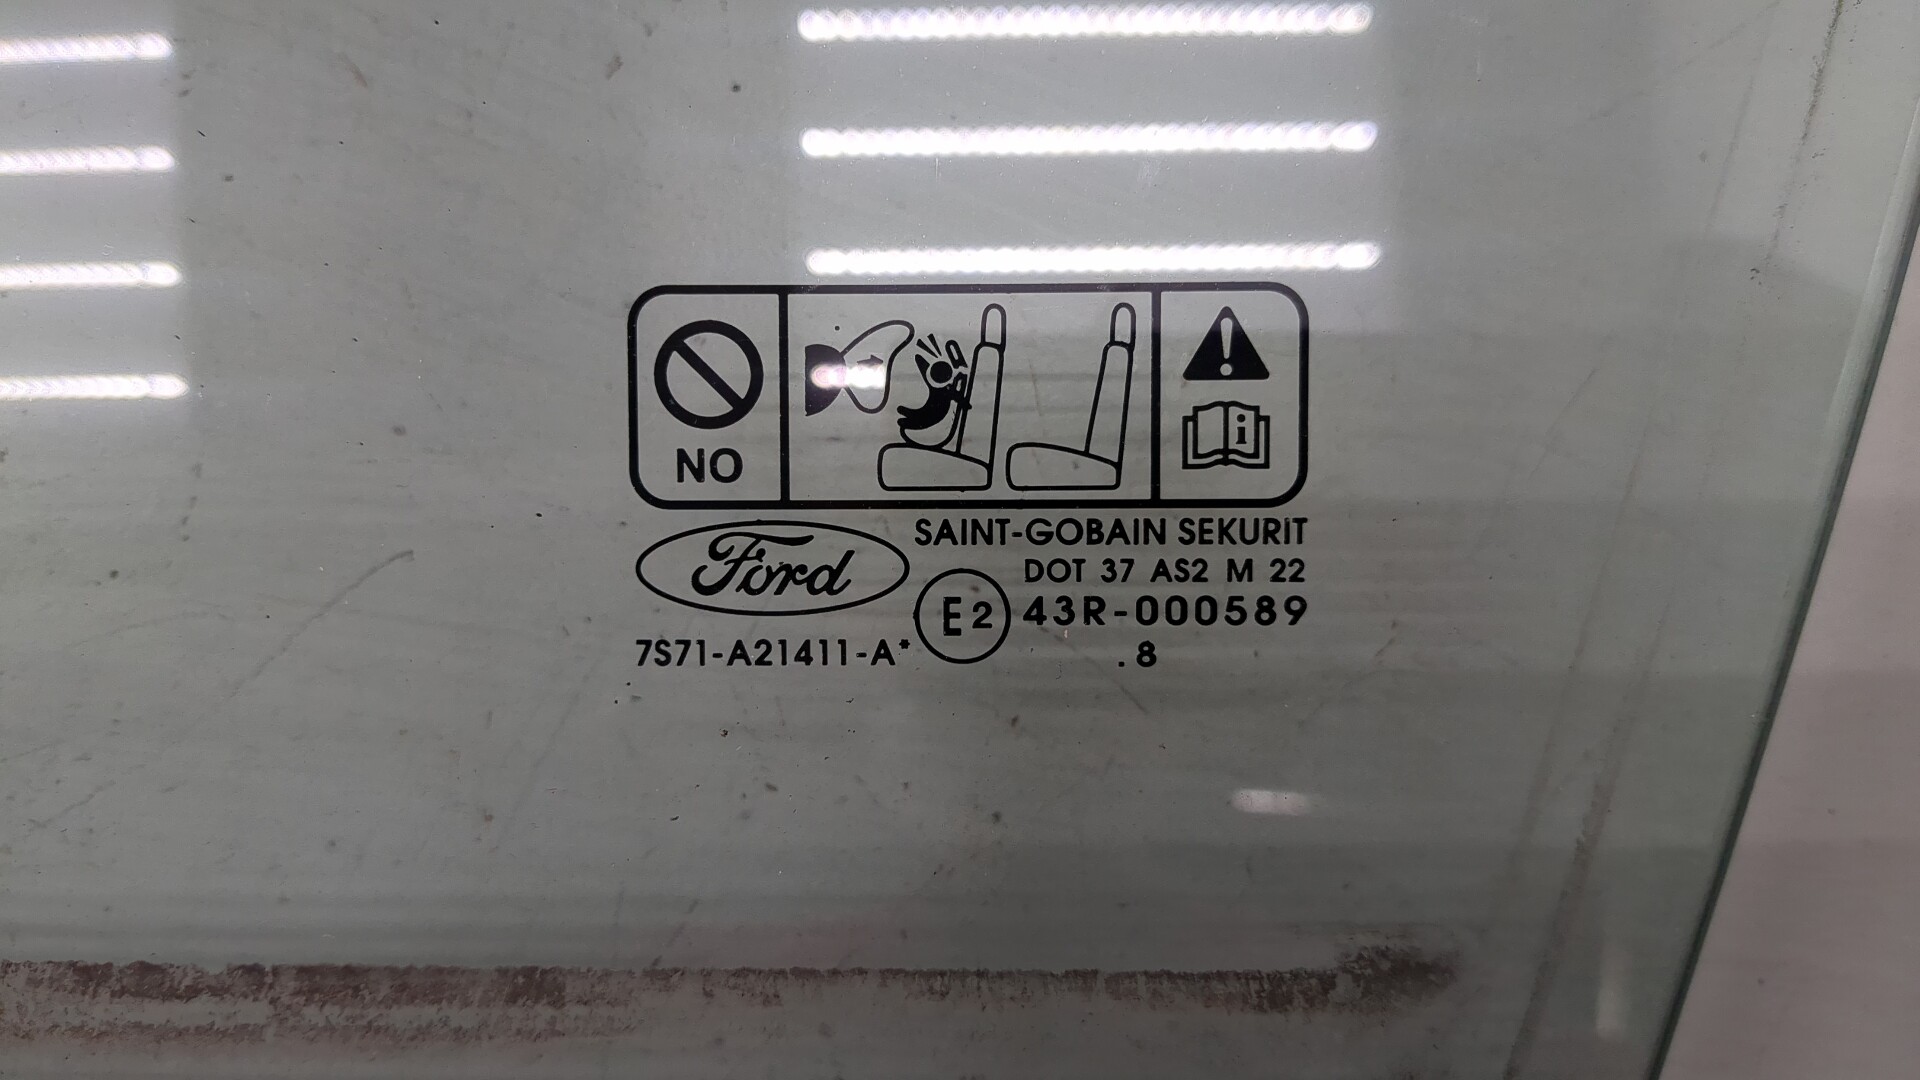 NO
i
SAINT-GOBAIN SEKURIT
Ford
DOT 37 AS2 M 22
E2 43R-000589
7S71-A21411-A* .8